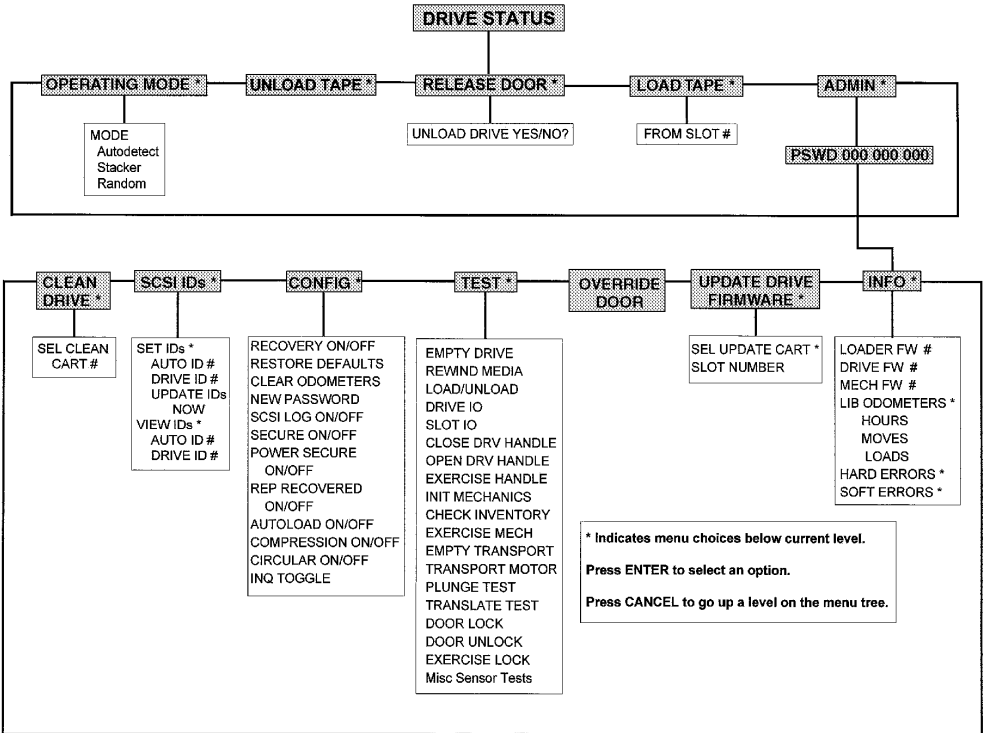 DRIVE STATUS
OPERATING MODE *
UNLOAD TAPE *
RELEASE DOOR *
LOAD TAPE *
ADMIN *
MODE
Autodetect
Stacker
Random
UNLOAD DRIVE YES/NO?
FROM SLOT #
PSWD 000 000 000
CLEAN
DRIVE *
SCSI IDs *
CONFIG *
TEST *
OVERRIDE
DOOR
UPDATE DRIVE
FIRMWARE *
INFO *
SEL CLEAN
CART #
SET IDs *
AUTO ID #
DRIVE ID #
UPDATE IDs
NOW
VIEW IDs *
AUTO ID #
DRIVE ID #
RECOVERY ON/OFF
RESTORE DEFAULTS
CLEAR ODOMETERS
NEW PASSWORD
SCSI LOG ON/OFF
SECURE ON/OFF
POWER SECURE
ON/OFF
REP RECOVERED
ON/OFF
AUTOLOAD ON/OFF
COMPRESSION ON/OFF
CIRCULAR ON/OFF
INQ TOGGLE
EMPTY DRIVE
REWIND MEDIA
LOAD/UNLOAD
DRIVE IO
SLOT IO
CLOSE DRV HANDLE
OPEN DRV HANDLE
EXERCISE HANDLE
INIT MECHANICS
CHECK INVENTORY
EXERCISE MECH
EMPTY TRANSPORT
TRANSPORT MOTOR
PLUNGE TEST
TRANSLATE TEST
DOOR LOCK
DOOR UNLOCK
EXERCISE LOCK
Misc Sensor Tests
SEL UPDATE CART *
SLOT NUMBER
LOADER FW #
DRIVE FW #
MECH FW #
LIB ODOMETERS *
HOURS
MOVES
LOADS
HARD ERRORS *
SOFT ERRORS *
* Indicates menu choices below current level.
Press ENTER to select an option.
Press CANCEL to go up a level on the menu tree.